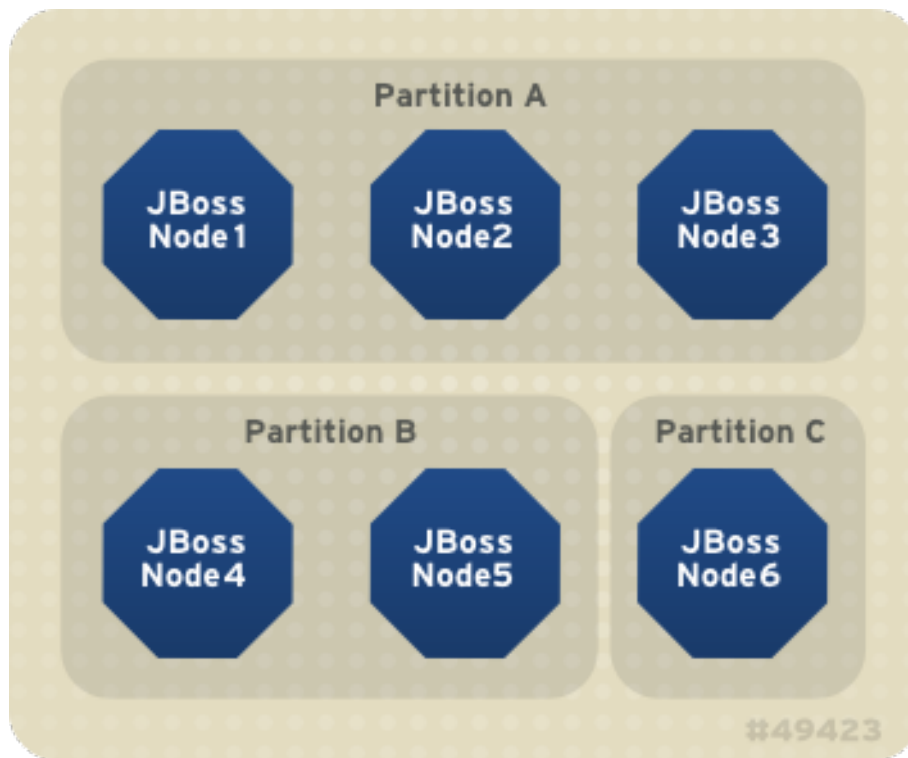 Partition A
JBoss
Node1
JBoss
Node2
JBoss
Node3
Partition B
Partition C
JBoss
Node4
JBoss
Node5
JBoss
Node6
#49423